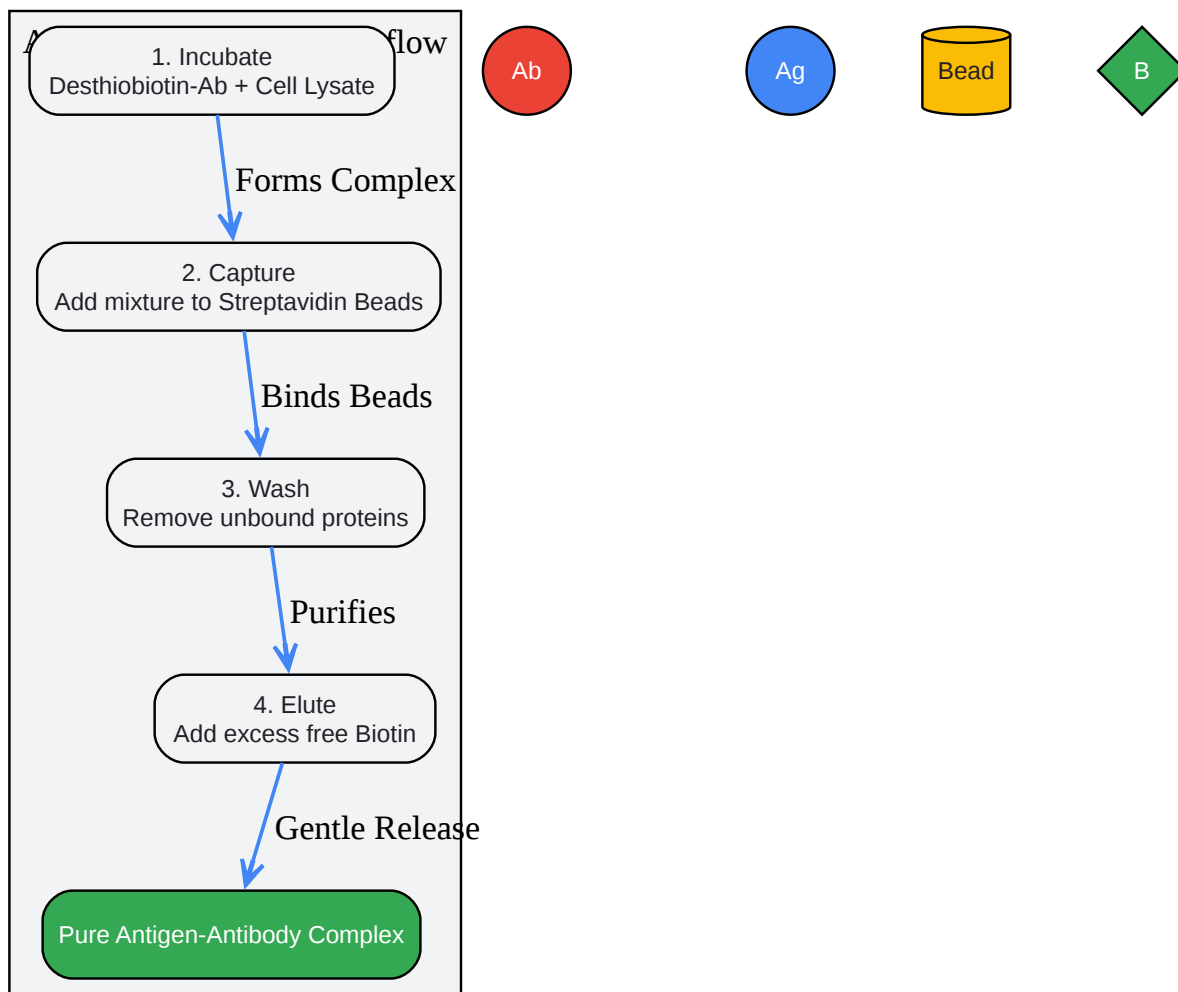 flow
1. Incubate
Desthiobiotin-Ab + Cell Lysate
Ab
Ag
Bead
B
Forms Complex
2. Capture
Add mixture to Streptavidin Beads
Binds Beads
3. Wash
Remove unbound proteins
Purifies
4. Elute
Add excess free Biotin
Gentle Release
Pure Antigen-Antibody Complex